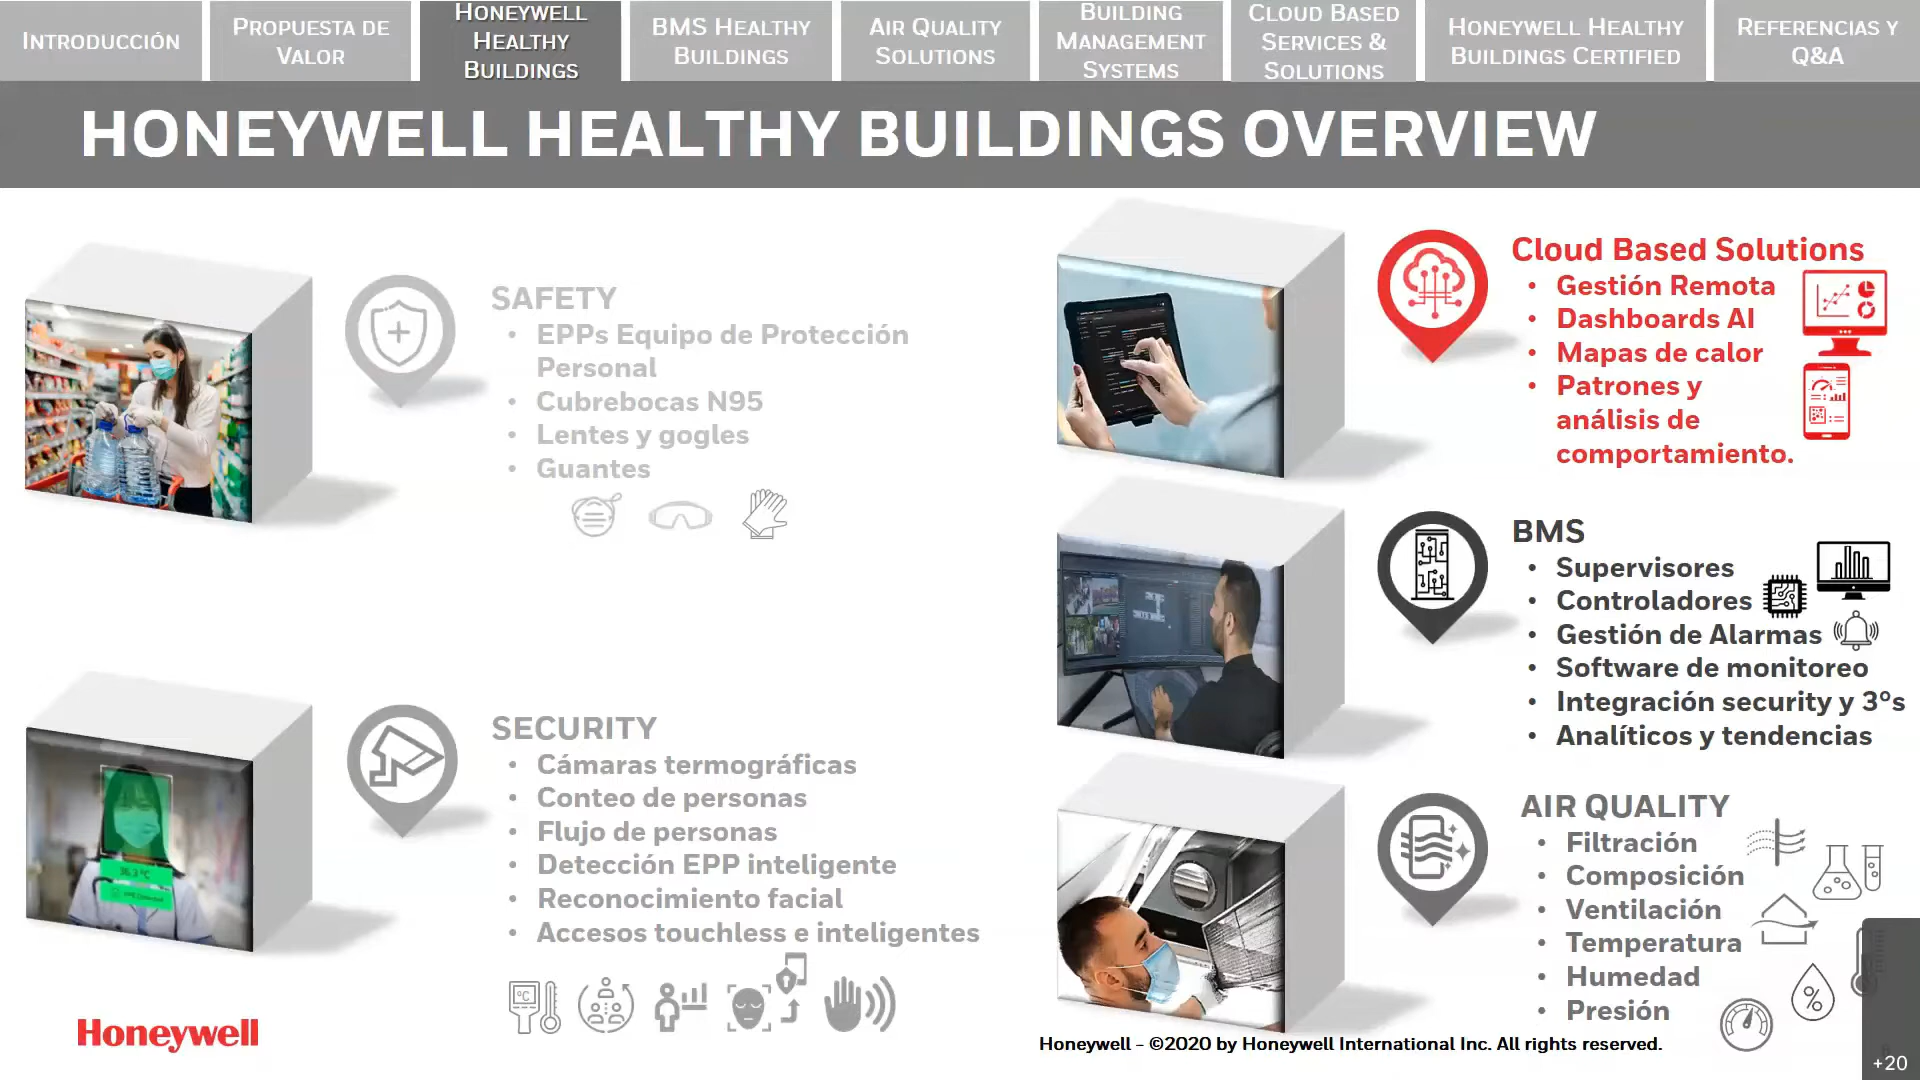 INTRODUCCIÓN
PROPUESTA DE
VALOR
HONEYWELL
HEALTHY
BUILDINGS
BMS HEALTHY
BUILDINGS
AIR QUALITY
SOLUTIONS
BUILDING
MANAGEMENT
SYSTEMS
CLOUD BASED
SERVICES &
SOLUTIONS
HONEYWELL HEALTHY
BUILDINGS CERTIFIED
REFERENCIAS Y
Q&A
HONEYWELL HEALTHY BUILDINGS OVERVIEW
SAFETY
• EPPs Equipo de Protección
Personal
• Cubrebocas N95
• Lentes y gogles
• Guantes
SECURITY
• Cámaras termográficas
• Conteo de personas
• Flujo de personas
• Detección EPP inteligente
• Reconocimiento facial
• Accesos touchless e inteligentes
°C
Cloud Based Solutions
• Gestión Remota
• Dashboards AI
• Mapas de calor
• Patrones y
análisis de
comportamiento.
BMS
• Supervisores
• Controladores
• Gestión de Alarmas
• Software de monitoreo
• Integración security y 3°s
• Analíticos y tendencias
AIR QUALITY
• Filtración
• Composición
• Ventilación
• Temperatura
• Humedad
• Presión
%
Honeywell
Honeywell - ©2020 by Honeywell International Inc. All rights reserved.
+20